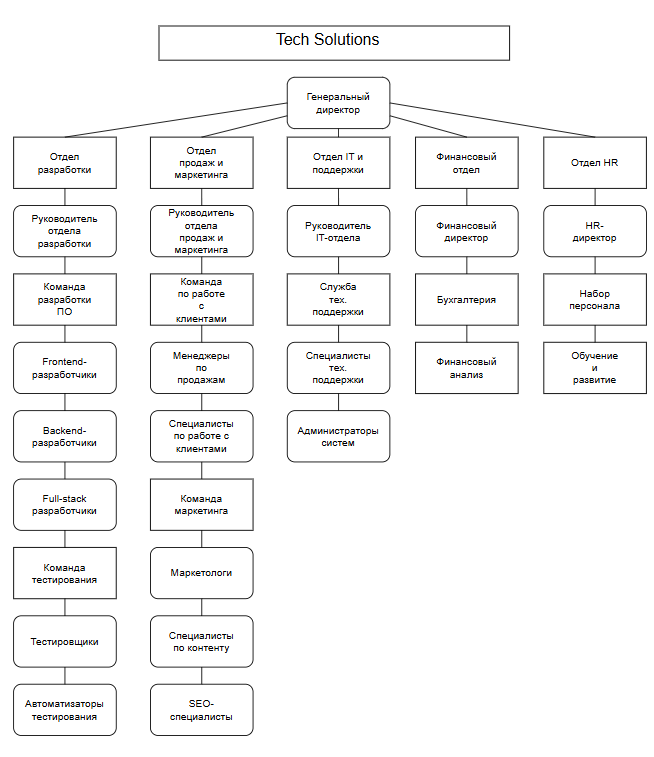 Tech Solutions
Генеральный
директор
Отдел
разработки
Отдел
продаж и
маркетинга
Отдел IT и
поддержки
Финансовый
отдел
Отдел HR
Руководитель
отдела
разработки
Руководитель
отдела
продаж и
маркетинга
Руководитель
IT-отдела
Финансовый
директор
HR-
директор
Команда
разработки
ПО
Команда
по работе
с
клиентами
Служба
тех.
поддержки
Бухгалтерия
Набор
персонала
Frontend-
разработчики
Менеджеры
по
продажам
Специалисты
тех.
поддержки
Финансовый
анализ
Обучение
и
развитие
Backend-
разработчики
Специалисты
по работе с
клиентами
Администраторы
систем
Full-stack
разработчики
Команда
маркетинга
Команда
тестирования
Маркетологи
Тестировщики
Специалисты
по контенту
Автоматизаторы
тестирования
SEO-
специалисты